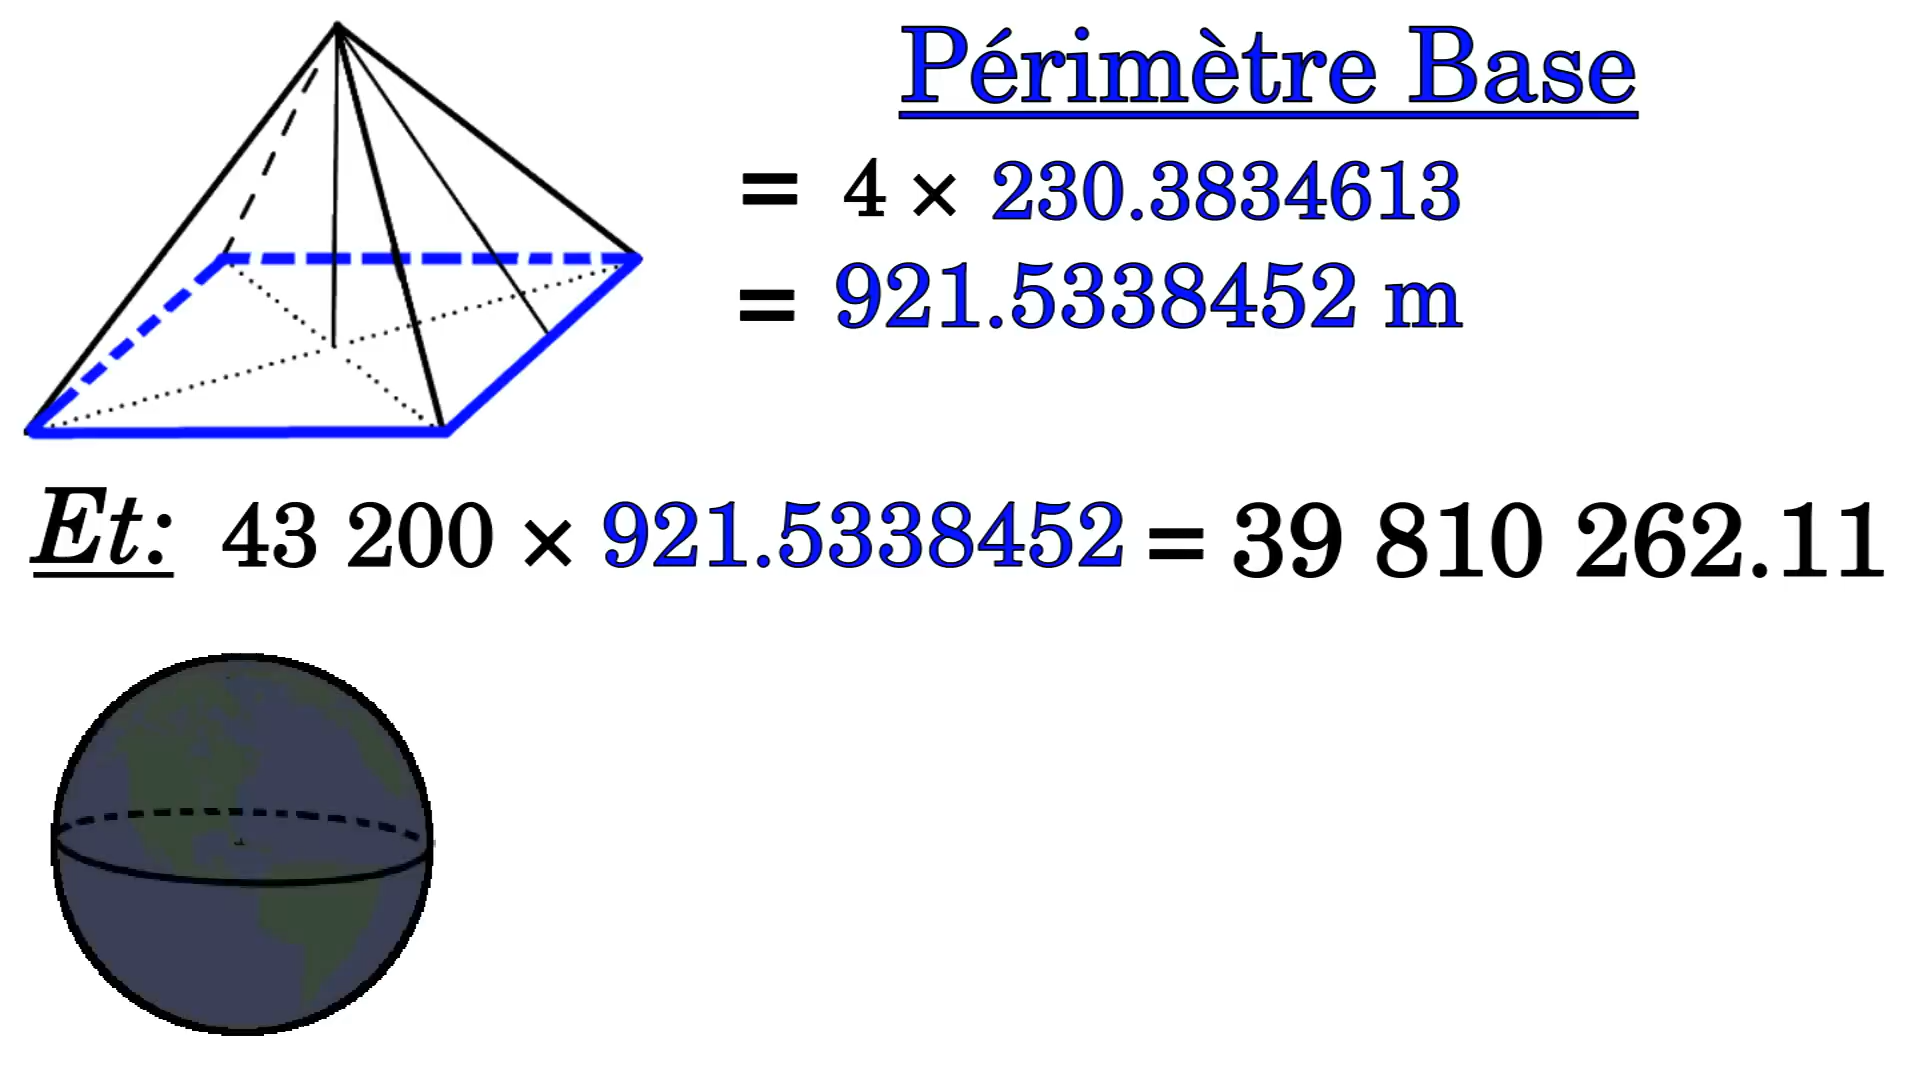 Périmètre Base
= 4 × 230.3834613
= 921.5338452 m
Et: 43 200 × 921.5338452 = 39 810 262.11